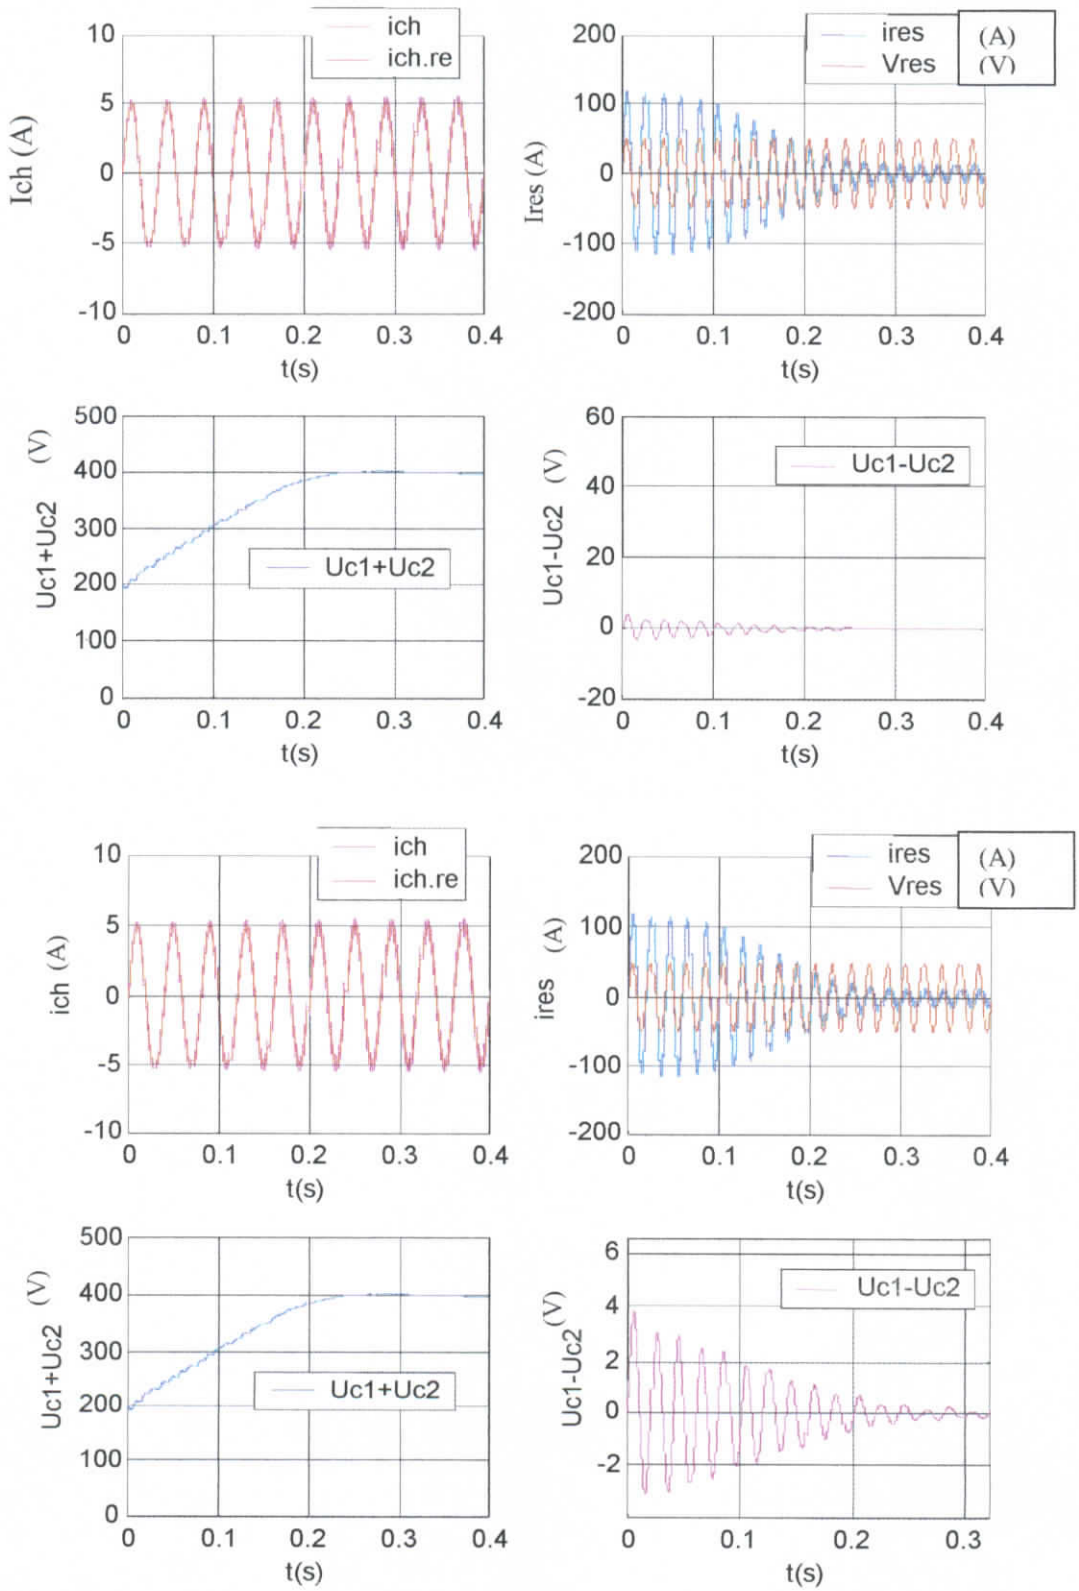 ich
ich.re
10
5
0
-5
-10
Ich (A)
0 0.1 0.2 0.3 0.4
t(s)
ires (A)
Vres (V)
200
100
0
-100
-200
Ires (A)
0 0.1 0.2 0.3 0.4
t(s)
500
400
300
200
100
0
Uc1+Uc2 (V)
Uc1+Uc2
0 0.1 0.2 0.3 0.4
t(s)
60
40
20
0
-20
Uc1-Uc2 (V)
Uc1-Uc2
0 0.1 0.2 0.3 0.4
t(s)
ich
ich.re
10
5
0
-5
-10
ich (A)
0 0.1 0.2 0.3 0.4
t(s)
ires (A)
Vres (V)
200
100
0
-100
-200
ires (A)
0 0.1 0.2 0.3 0.4
t(s)
500
400
300
200
100
0
Uc1+Uc2 (V)
Uc1+Uc2
0 0.1 0.2 0.3 0.4
t(s)
6
4
2
0
-2
Uc1-Uc2 (V)
Uc1-Uc2
0 0.1 0.2 0.3
t(s)